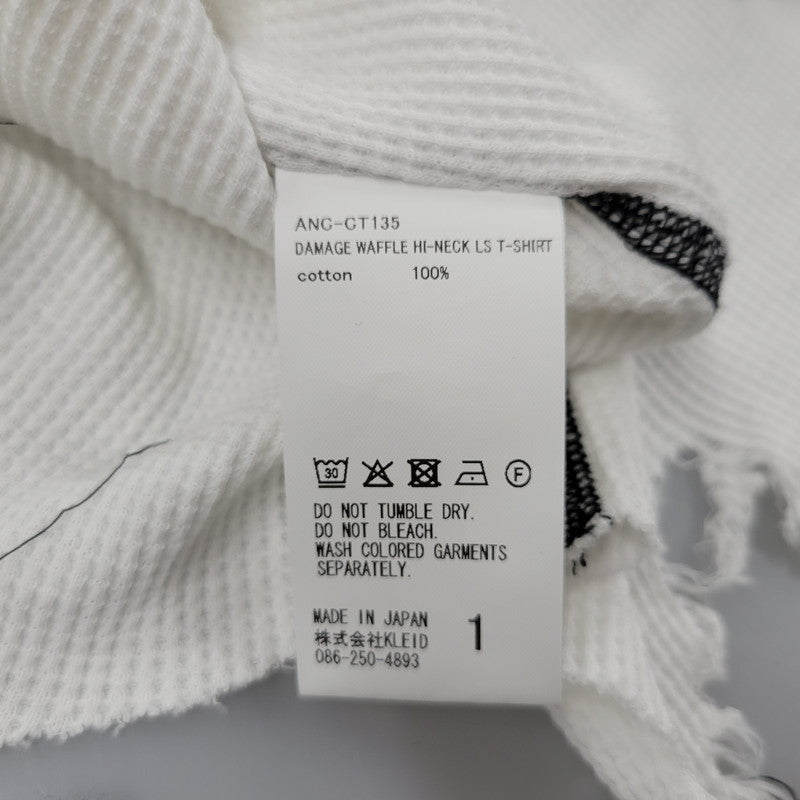 ANC-CT135
DAMAGE WAFFLE HI-NECK LS T-SHIRT
cotton 100%
30 F
DO NOT TUMBLE DRY.
DO NOT BLEACH.
WASH COLORED GARMENTS
SEPARATELY.
MADE IN JAPAN
株式会社KLEID 1
086-250-4893